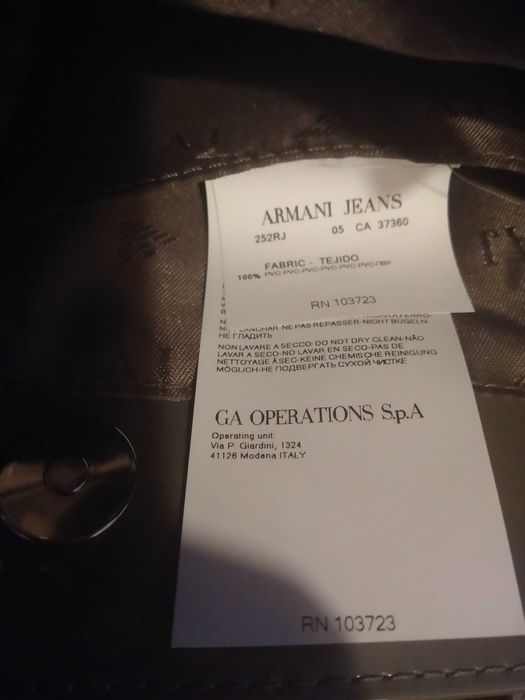 ARMANI JEANS
252RJ 05 CA 37360
FABRIC - TEJIDO
100% PVC-PVC-PVC-PVC-PVC-PVC-ПВХ
RN 103723
PLANCHAR-NE PAS REPASSER-NICHT BÜGELN-
НЕ ГЛАДИТЬ
NON LAVARE A SECCO-DO NOT DRY CLEAN-NÃO
LAVAR A SECO-NO LAVAR EN SECO-PAS DE
NETTOYAGE À SEC-KEINE CHEMISCHE REINIGUNG
MÖGLICH-НЕ ПОДВЕРГАТЬ СУХОЙ ЧИСТКЕ
GA OPERATIONS S.p.A
Operating unit
Via P. Giardini, 1324
41126 Modena ITALY
RN 103723